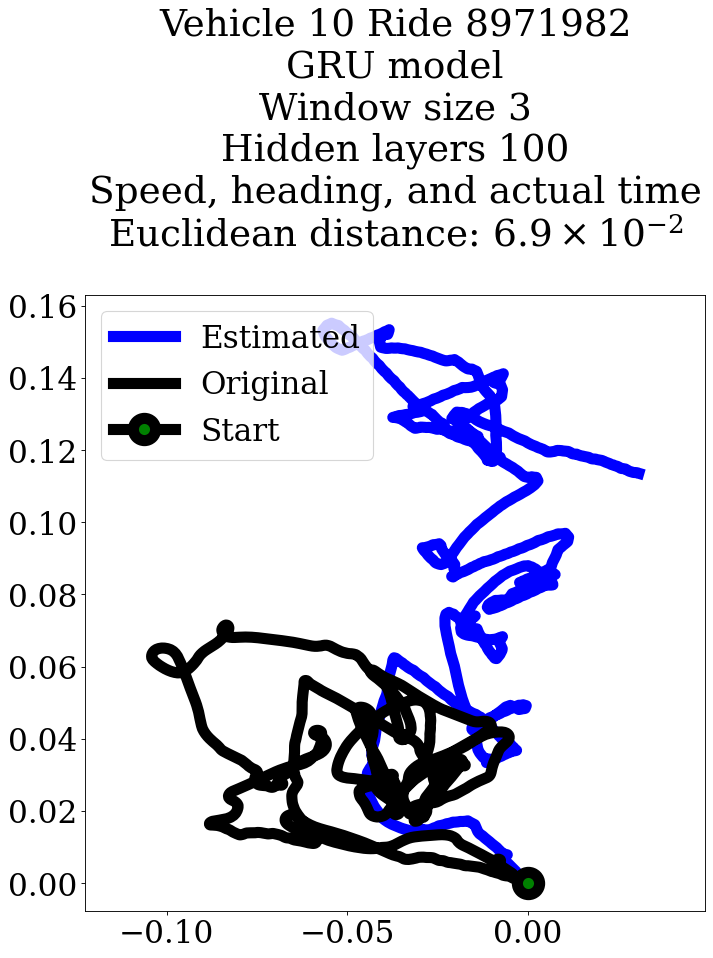 Vehicle 10 Ride 8971982
GRU model
Window size 3
Hidden layers 100
Speed, heading, and actual time
Euclidean distance: 6.9 × 10⁻²
Estimated
Original
Start
0.16
0.14
0.12
0.10
0.08
0.06
0.04
0.02
0.00
−0.10 −0.05 0.00